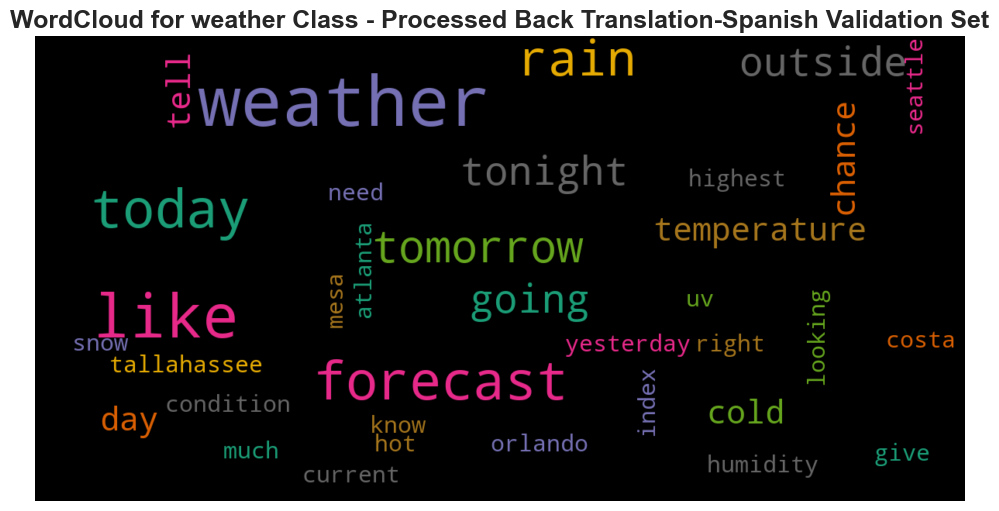 WordCloud for weather Class - Processed Back Translation-Spanish Validation Set
rain
outside
seattle
tell
weather
chance
tonight
highest
need
today
temperature
tomorrow
atlanta
mesa
going
uv
like
looking
snow
yesterday
right
costa
tallahassee
forecast
index
condition
day
cold
know
hot
orlando
much
give
humidity
current